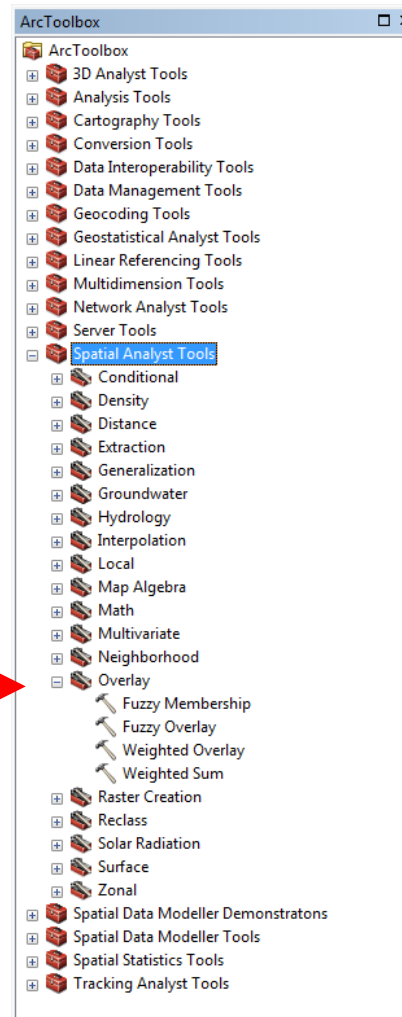 ArcToolbox
ArcToolbox
3D Analyst Tools
Analysis Tools
Cartography Tools
Conversion Tools
Data Interoperability Tools
Data Management Tools
Geocoding Tools
Geostatistical Analyst Tools
Linear Referencing Tools
Multidimension Tools
Network Analyst Tools
Server Tools
Spatial Analyst Tools
Conditional
Density
Distance
Extraction
Generalization
Groundwater
Hydrology
Interpolation
Local
Map Algebra
Math
Multivariate
Neighborhood
Overlay
Fuzzy Membership
Fuzzy Overlay
Weighted Overlay
Weighted Sum
Raster Creation
Reclass
Solar Radiation
Surface
Zonal
Spatial Data Modeller Demonstratons
Spatial Data Modeller Tools
Spatial Statistics Tools
Tracking Analyst Tools